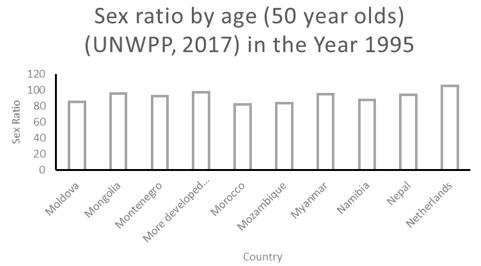 Sex ratio by age (50 year olds)
(UNWPP, 2017) in the Year 1995
Sex Ratio
120
100
80
60
40
20
0
Moldova
Mongolia
Montenegro
More developed...
Morocco
Mozambique
Myanmar
Namibia
Nepal
Netherlands
Country